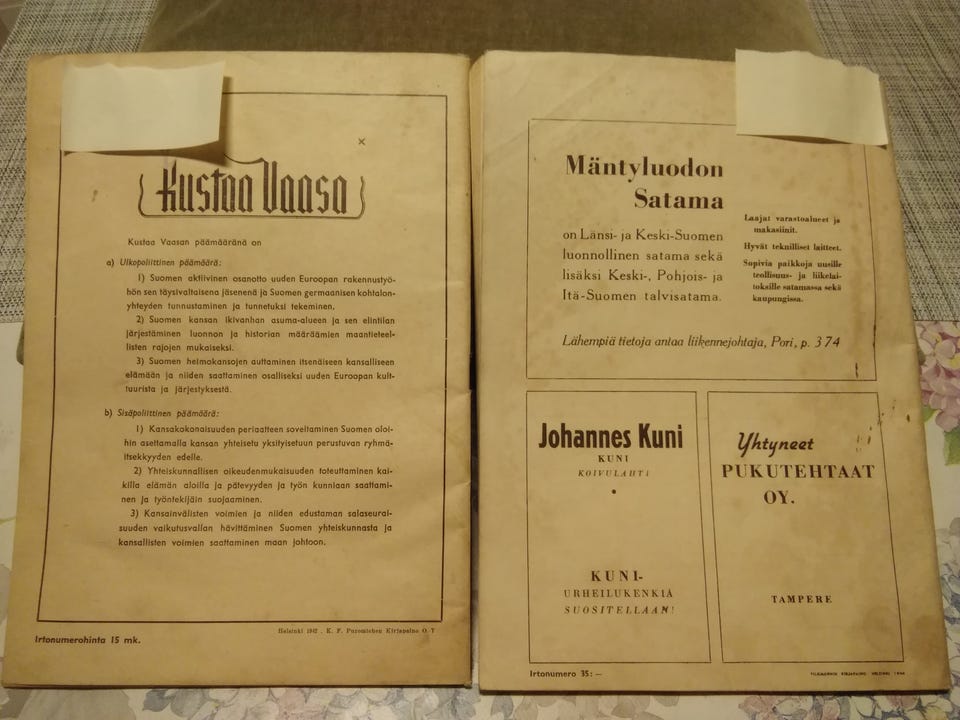 Kustaa Vaasa
Kustaa Vaasan päämääränä on
a) Ulkopoliittinen päämäärä:
1) Suomen aktiivinen osanotto uuden Euroopan rakennustyö-
hön sen täysivaltaisena jäsenenä ja Suomen germaanisen kohtalon-
yhteyden tunnustaminen ja tunnetuksi tekeminen.
2) Suomen kansan ikivanhan asuma-alueen ja sen elintilan
järjestäminen luonnon ja historian määräämien maantieteel-
listen rajojen mukaiseksi.
3) Suomen heimokansojen auttaminen itsenäiseen kansalliseen
elämään ja niiden saattaminen osalliseksi uuden Euroopan kult-
tuurista ja järjestyksestä.
b) Sisäpoliittinen päämäärä:
1) Kansakokonaisuuden periaatteen soveltaminen Suomen oloi-
hin asettamalla kansan yhteisetu yksityisetuun perustuvan ryhmä-
itsekkyyden edelle.
2) Yhteiskunnallisen oikeudenmukaisuuden toteuttaminen kai-
killa elämän aloilla ja pätevyyden ja työn kunniaan saattami-
nen ja työntekijäin suojaaminen.
3) Kansainvälisten voimien ja niiden edustaman salaseurai-
suuden vaikutusvallan hävittäminen Suomen yhteiskunnasta ja
kansallisten voimien saattaminen maan johtoon.
Irtonumerohinta 15 mk.
Helsinki 1942 . K. F. Puromiehen Kirjapaino O. Y
Mäntyluodon
Satama
on Länsi- ja Keski-Suomen
luonnollinen satama sekä
lisäksi Keski-, Pohjois- ja
Itä-Suomen talvisatama.
Laajat varastoalueet ja
makasiinit.
Hyvät teknilliset laitteet.
Sopivia paikkoja uusille
teollisuus- ja liikelai-
toksille satamassa sekä
kaupungissa.
Lähempiä tietoja antaa liikennejohtaja, Pori, p. 374
Johannes Kuni
KUNI
KOIVULAHTI
KUNI-
URHEILUKENKIÄ
SUOSITELLAAN!
Yhtyneet
PUKUTEHTAAT
OY.
TAMPERE
Irtonumero 35: —